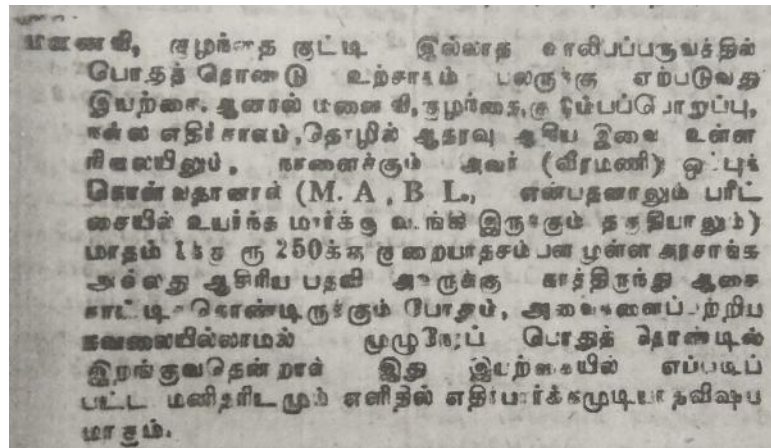 மனைவி, குழந்தை குட்டி இல்லாத வாலிபப்பருவத்தில்
பொதுத் தொண்டு உற்சாகம் பலருக்கு எற்படுவது
இயற்கை. ஆனால் மனைவி, குழந்தை, குடும்பப்பொறுப்பு,
நல்ல எதிர்காலம், தொழில் ஆதரவு ஆகிய இவை உள்ள
நிலையிலும், நாளைக்கும் அவர் (வீரமணி) ஒப்புக்
கொள்வதானால் (M. A , B L., என்பதனாலும் பரீட்
சையில் உயர்ந்த மார்க்கு வாங்கி இருக்கும் தகுதியாலும்)
மாதம் 1க்கு ரூ 250க்கு குறையாதசம்பளமுள்ள அரசாங்க
அல்லது ஆசிரிய பதவி அவருக்கு காத்திருந்து ஆசை
காட்டிக்கொண்டிருக்கும் போதும், அவைகளைப்பற்றிய
கவலையில்லாமல் முழுநேரப் பொதுத் தொண்டில்
இறங்குவதென்றால் இது இயற்கையில் எப்படிப்
பட்ட மனிதரிடமும் எளிதில் எதிர்பார்க்கமுடியாதவிஷய
மாகும்.